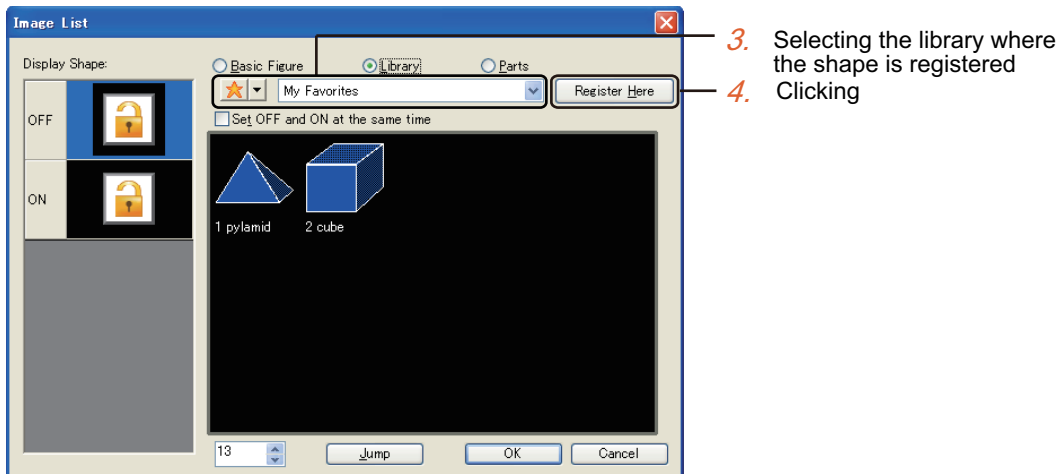 Image List
Display Shape:
Basic Figure Library Parts
My Favorites Register Here
Set OFF and ON at the same time
OFF
ON
1 pylamid 2 cube
13 Jump OK Cancel
3. Selecting the library where
the shape is registered
4. Clicking